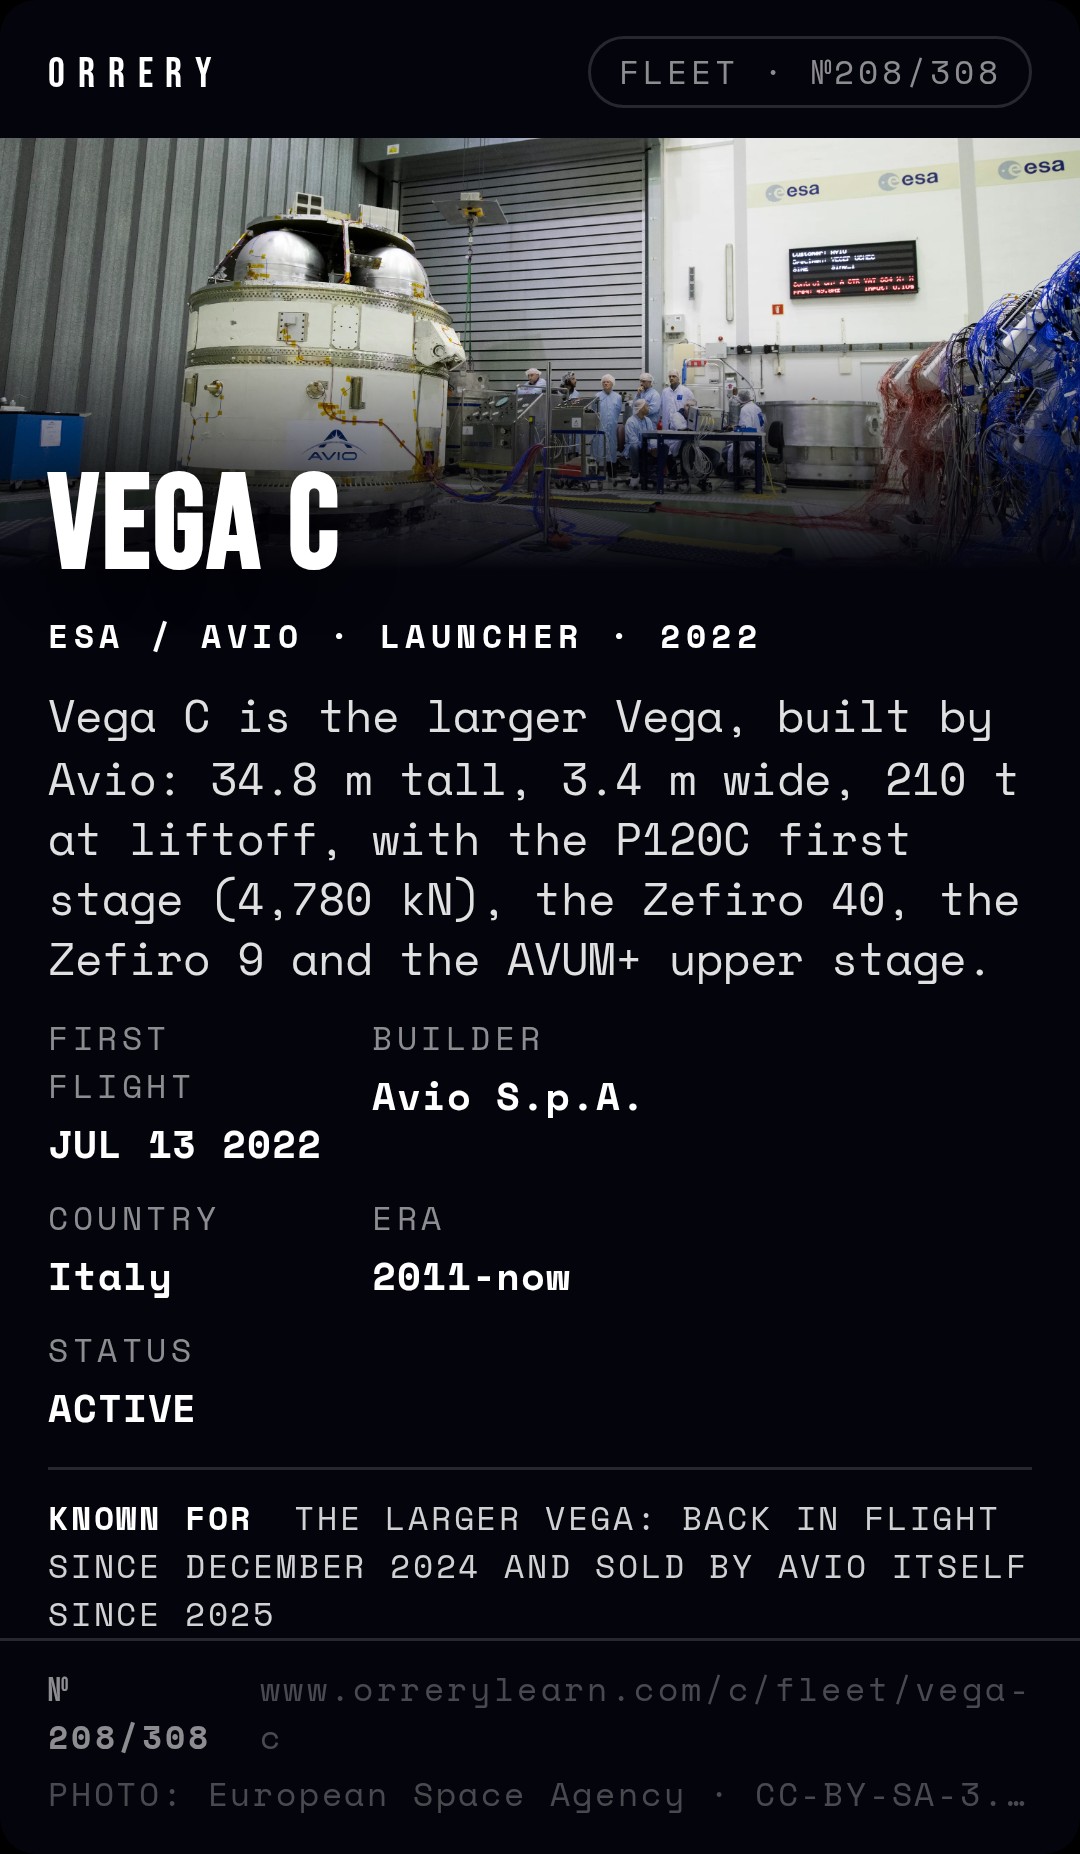 ORRERY
FLEET · №208/308
esa
esa
esa
AVIO
VEGA C
ESA / AVIO · LAUNCHER · 2022
Vega C is the larger Vega, built by
Avio: 34.8 m tall, 3.4 m wide, 210 t
at liftoff, with the P120C first
stage (4,780 kN), the Zefiro 40, the
Zefiro 9 and the AVUM+ upper stage.
FIRST
FLIGHT
JUL 13 2022
BUILDER
Avio S.p.A.
COUNTRY
Italy
ERA
2011-now
STATUS
ACTIVE
KNOWN FOR THE LARGER VEGA: BACK IN FLIGHT
SINCE DECEMBER 2024 AND SOLD BY AVIO ITSELF
SINCE 2025
№
208/308
www.orrerylearn.com/c/fleet/vega-
c
PHOTO: European Space Agency · CC-BY-SA-3.…